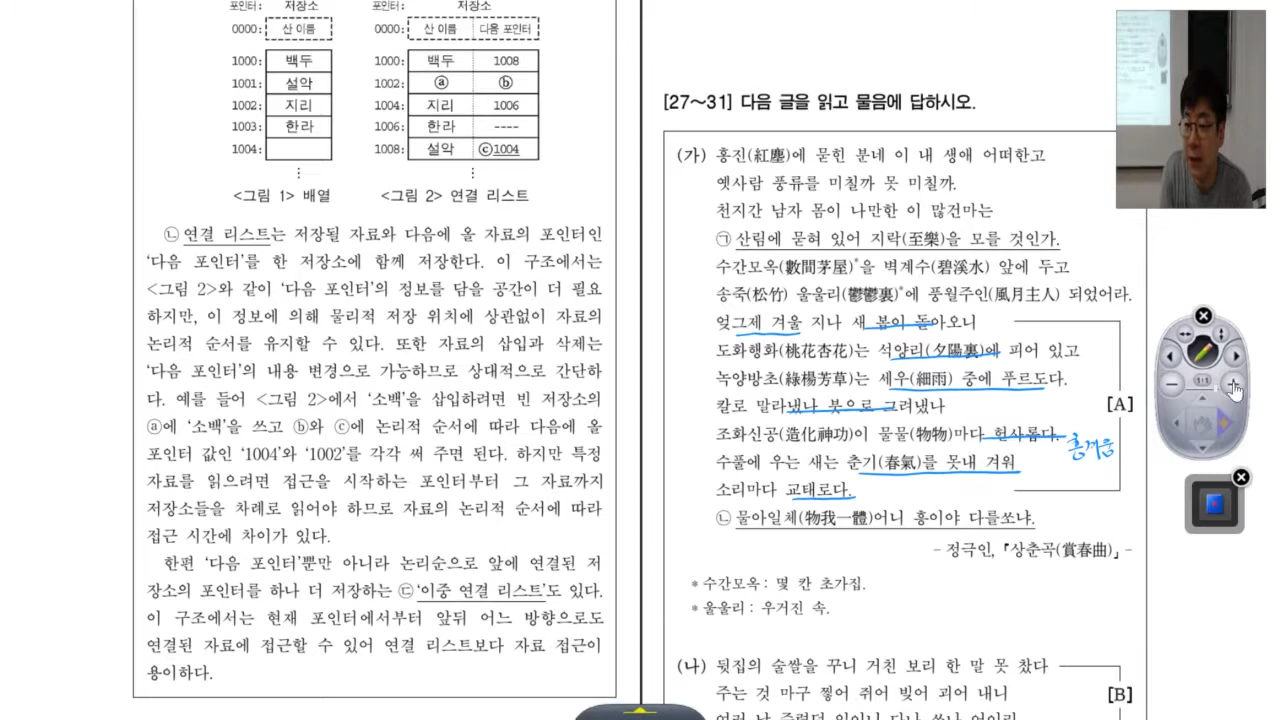 포인터: 저장소
0000: 산 이름
1000: 백두
1001: 설악
1002: 지리
1003: 한라
1004:
⋮
<그림 1> 배열
포인터: 저장소
0000: 산 이름 다음 포인터
1000: 백두 1008
1002: ⓐ ⓑ
1004: 지리 1006
1006: 한라 ----
1008: 설악 ⓒ1004
⋮
<그림 2> 연결 리스트
㉡ 연결 리스트는 저장될 자료와 다음에 올 자료의 포인터인
‘다음 포인터’를 한 저장소에 함께 저장한다. 이 구조에서는
<그림 2>와 같이 ‘다음 포인터’의 정보를 담을 공간이 더 필요
하지만, 이 정보에 의해 물리적 저장 위치에 상관없이 자료의
논리적 순서를 유지할 수 있다. 또한 자료의 삽입과 삭제는
‘다음 포인터’의 내용 변경으로 가능하므로 상대적으로 간단하
다. 예를 들어 <그림 2>에서 ‘소백’을 삽입하려면 빈 저장소의
ⓐ에 ‘소백’을 쓰고 ⓑ와 ⓒ에 논리적 순서에 따라 다음에 올
포인터 값인 ‘1004’와 ‘1002’를 각각 써 주면 된다. 하지만 특정
자료를 읽으려면 접근을 시작하는 포인터부터 그 자료까지
저장소들을 차례로 읽어야 하므로 자료의 논리적 순서에 따라
접근 시간에 차이가 있다.
한편 ‘다음 포인터’뿐만 아니라 논리순으로 앞에 연결된 저
장소의 포인터를 하나 더 저장하는 ㉢ ‘이중 연결 리스트’도 있다.
이 구조에서는 현재 포인터에서부터 앞뒤 어느 방향으로도
연결된 자료에 접근할 수 있어 연결 리스트보다 자료 접근이
용이하다.
[27～31] 다음 글을 읽고 물음에 답하시오.
(가) 홍진(紅塵)에 묻힌 분네 이 내 생애 어떠한고
옛사람 풍류를 미칠까 못 미칠까.
천지간 남자 몸이 나만한 이 많건마는
㉠ 산림에 묻혀 있어 지락(至樂)을 모를 것인가.
수간모옥(數間茅屋)*을 벽계수(碧溪水) 앞에 두고
송죽(松竹) 울울리(鬱鬱裏)*에 풍월주인(風月主人) 되었어라.
엊그제 겨울 지나 새 봄이 돌아오니
도화행화(桃花杏花)는 석양리(夕陽裏)에 피어 있고
녹양방초(綠楊芳草)는 세우(細雨) 중에 푸르도다.
칼로 말라냈나 붓으로 그려냈나
[A]
조화신공(造化神功)이 물물(物物)마다 헌사롭다.
흥겨움
수풀에 우는 새는 춘기(春氣)를 못내 겨워
소리마다 교태로다.
㉡ 물아일체(物我一體)어니 흥이야 다를쏘냐.
- 정극인, 「상춘곡(賞春曲)」 -
* 수간모옥 : 몇 칸 초가집.
* 울울리 : 우거진 속.
(나) 뒷집의 술쌀을 꾸니 거친 보리 한 말 못 찼다
주는 것 마구 찧어 쥐어 빚어 괴어 내니
[B]
1:1